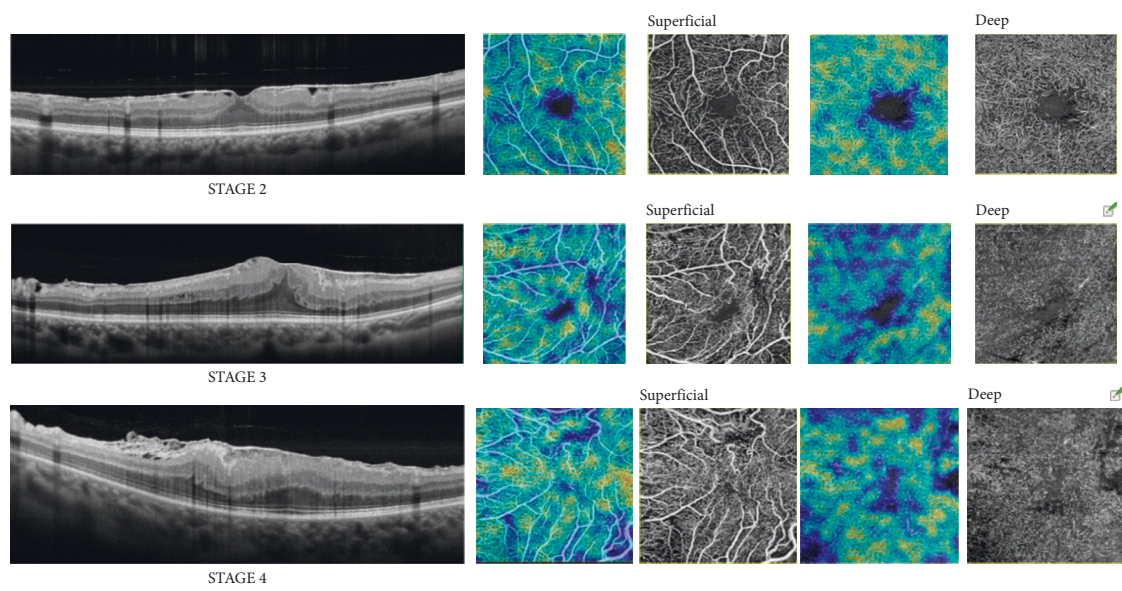 Superficial
Deep
STAGE 2
Superficial
Deep
STAGE 3
Superficial
Deep
STAGE 4